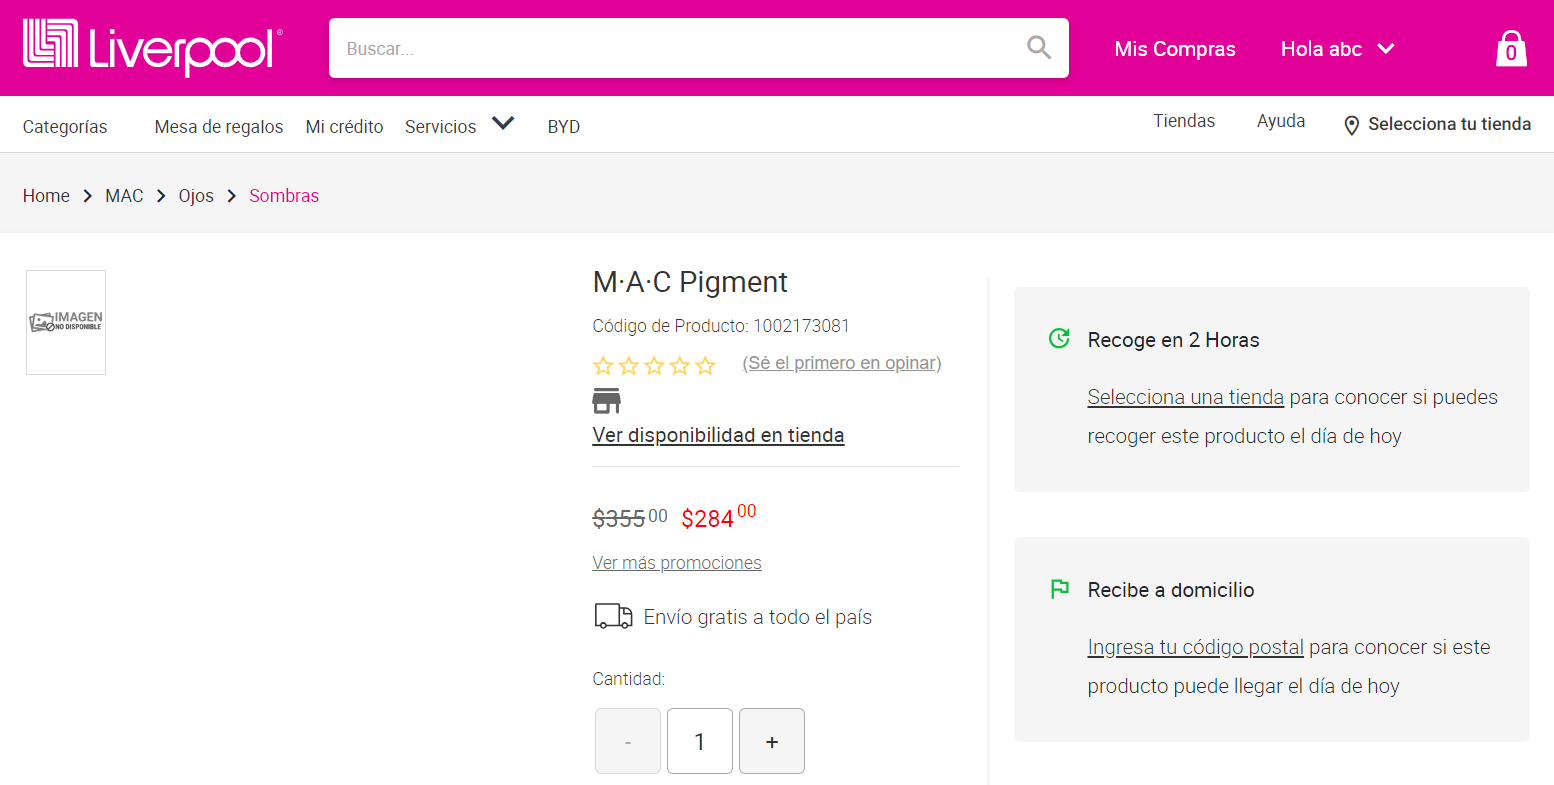 Liverpool®
Buscar...
Mis Compras
Hola abc
0
Categorías
Mesa de regalos
Mi crédito
Servicios
BYD
Tiendas
Ayuda
Selecciona tu tienda
Home > MAC > Ojos > Sombras
IMAGEN
NO DISPONIBLE
M·A·C Pigment
Código de Producto: 1002173081
(Sé el primero en opinar)
Ver disponibilidad en tienda
$355 00 $284 00
Ver más promociones
Envío gratis a todo el país
Cantidad:
- 1 +
Recoge en 2 Horas
Selecciona una tienda para conocer si puedes
recoger este producto el día de hoy
Recibe a domicilio
Ingresa tu código postal para conocer si este
producto puede llegar el día de hoy